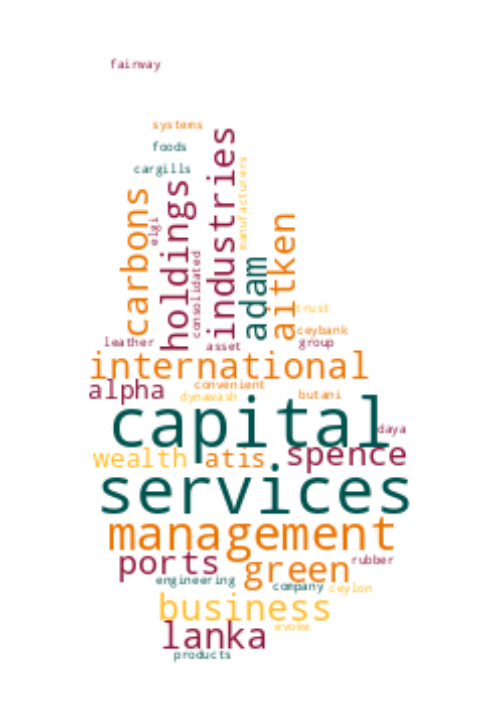 fairway
systems
foods
cargills
carbons
elgi
holdings
consolidated
industries
manufacturers
adam
aitken
trust
ceybank
leather
asset
group
international
alpha
convenient
dynawash
butani
capital
daya
wealth
atis
spence
services
management
ports
green
rubber
engineering
company
ceylon
business
lanka
evoke
products